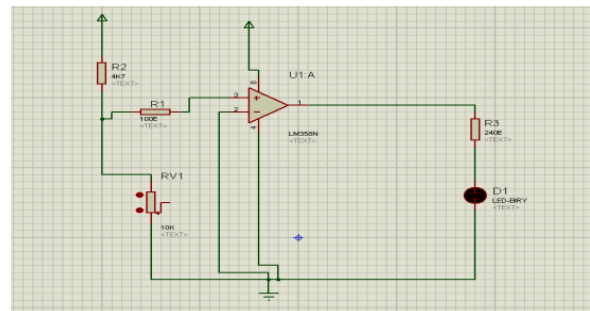 R2
4K7
<TEXT>
R1
100E
<TEXT>
U1:A
3
2
8
4
1
LM358N
R3
240E
<TEXT>
RV1
10K
<TEXT>
D1
LED-BIRY
<TEXT>